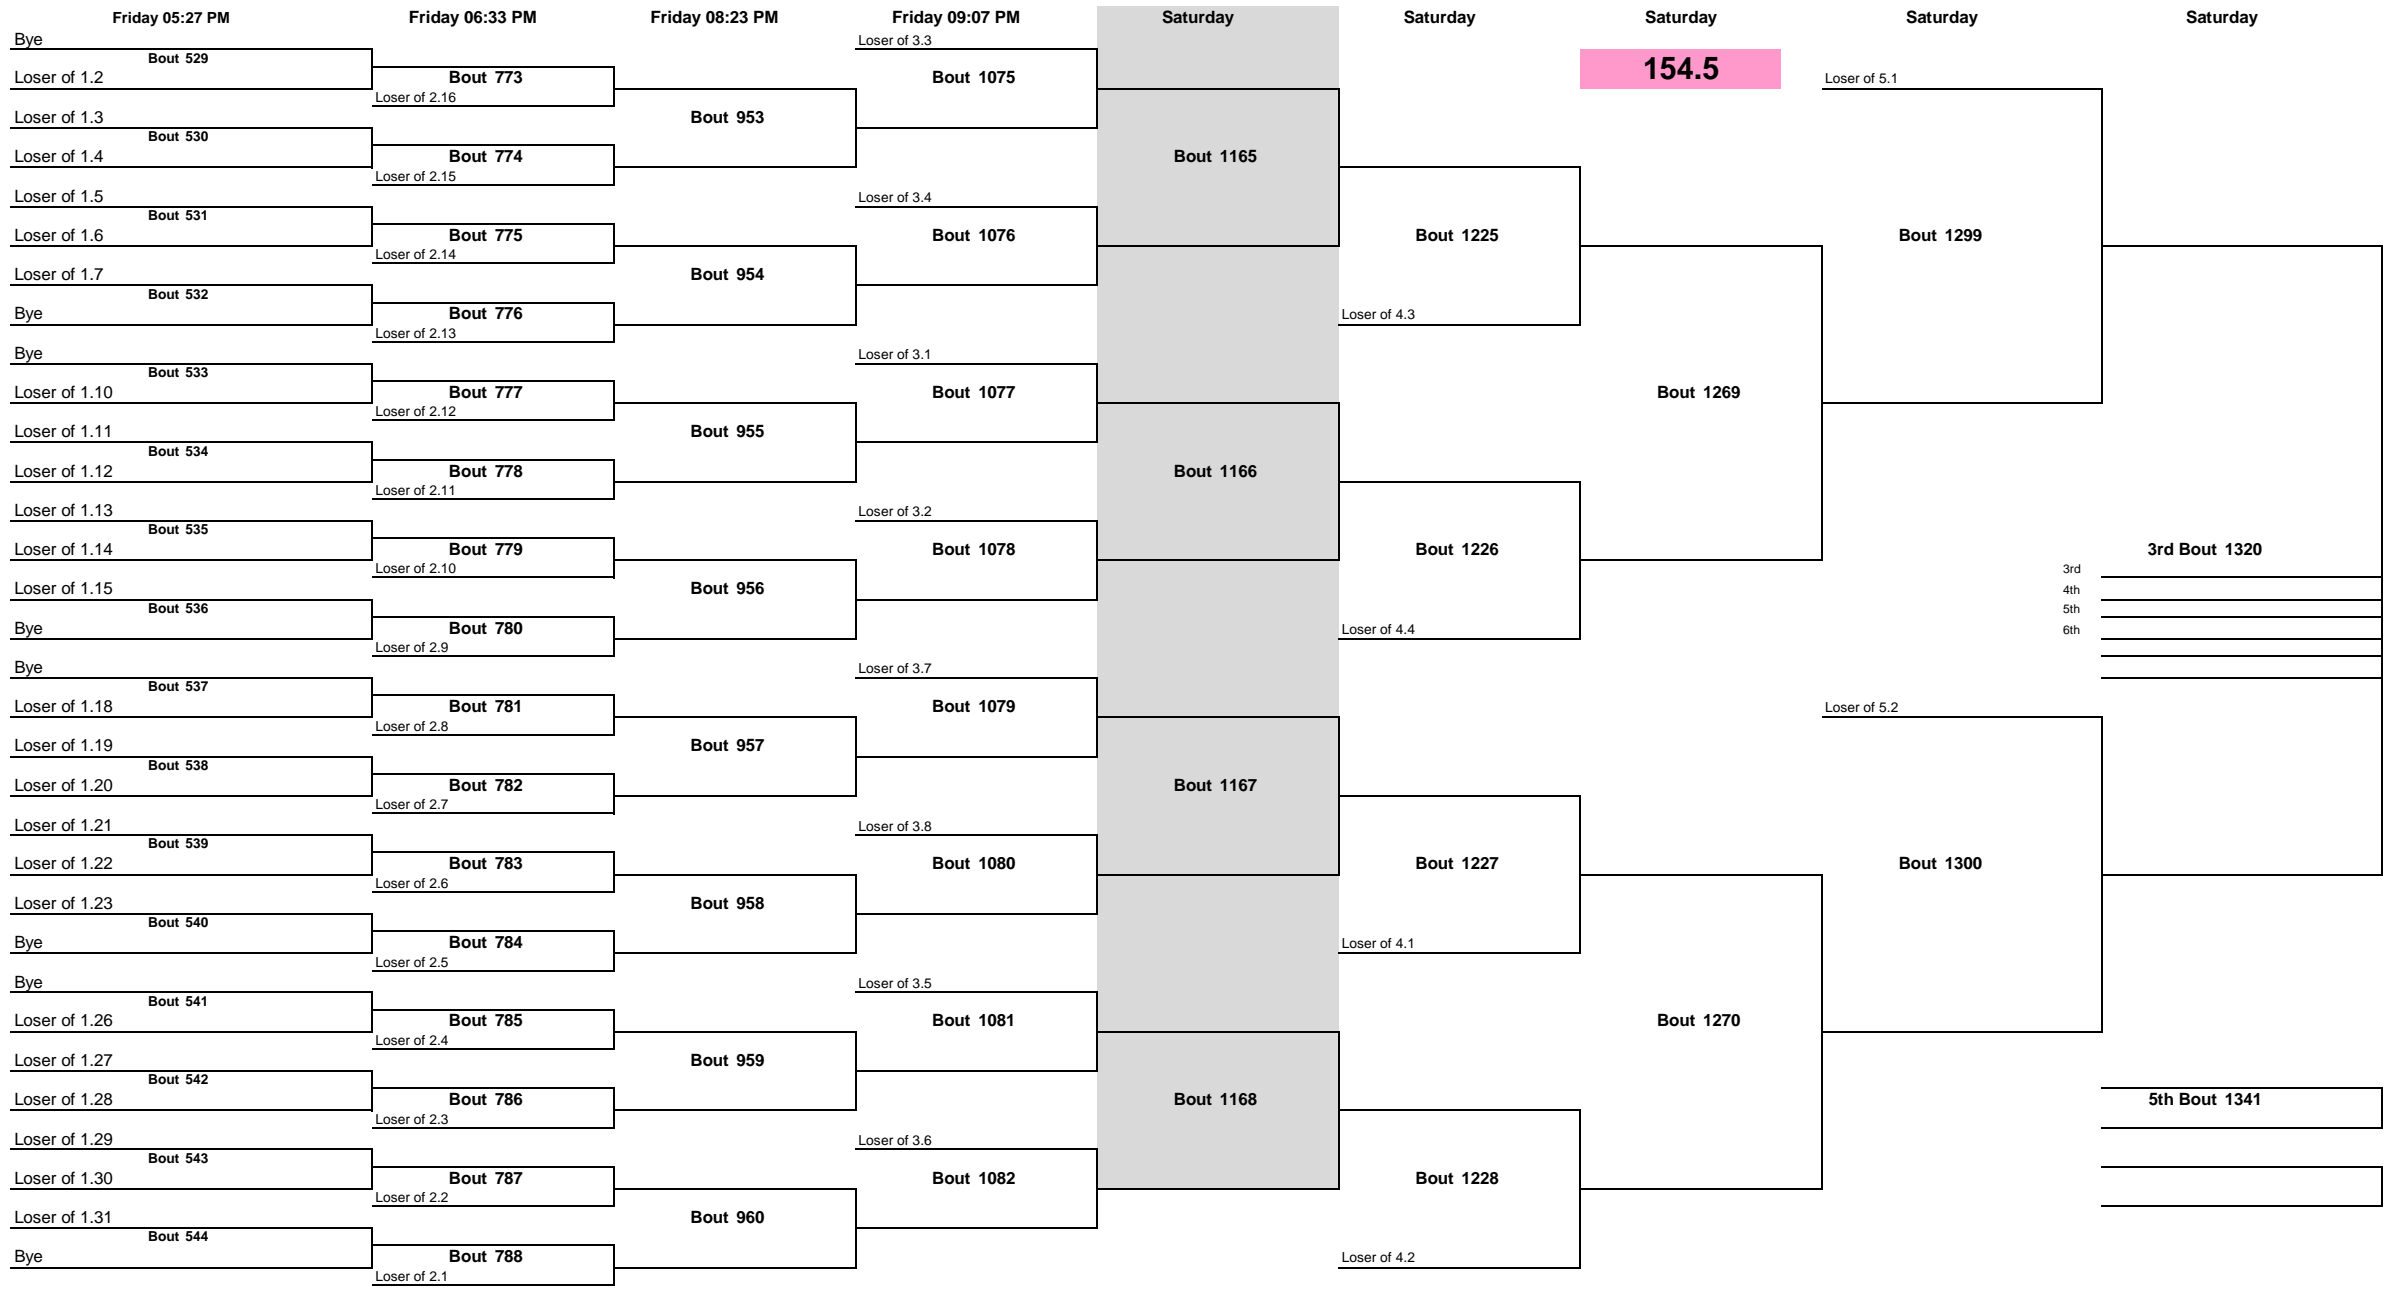 Friday 05:27 PM Friday 06:33 PM Friday 08:23 PM Friday 09:07 PM Saturday Saturday Saturday Saturday Saturday
Bye Loser of 3.3
Bout 529
Loser of 1.2 Bout 773 Bout 1075 154.5 Loser of 5.1
Loser of 2.16
Loser of 1.3 Bout 953
Bout 530
Loser of 1.4 Bout 774 Bout 1165
Loser of 2.15
Loser of 1.5 Loser of 3.4
Bout 531
Loser of 1.6 Bout 775 Bout 1076 Bout 1225 Bout 1299
Loser of 2.14
Loser of 1.7 Bout 954
Bout 532
Bye Bout 776 Loser of 4.3
Loser of 2.13
Bye Loser of 3.1
Bout 533
Loser of 1.10 Bout 777 Bout 1077 Bout 1269
Loser of 2.12
Loser of 1.11 Bout 955
Bout 534
Loser of 1.12 Bout 778 Bout 1166
Loser of 2.11
Loser of 1.13 Loser of 3.2
Bout 535
Loser of 1.14 Bout 779 Bout 1078 Bout 1226 3rd Bout 1320
Loser of 2.10 3rd
Loser of 1.15 Bout 956 4th
Bout 536 5th
Bye Bout 780 Loser of 4.4 6th
Loser of 2.9
Bye Loser of 3.7
Bout 537
Loser of 1.18 Bout 781 Bout 1079 Loser of 5.2
Loser of 2.8
Loser of 1.19 Bout 957
Bout 538
Loser of 1.20 Bout 782 Bout 1167
Loser of 2.7
Loser of 1.21 Loser of 3.8
Bout 539
Loser of 1.22 Bout 783 Bout 1080 Bout 1227 Bout 1300
Loser of 2.6
Loser of 1.23 Bout 958
Bout 540
Bye Bout 784 Loser of 4.1
Loser of 2.5
Bye Loser of 3.5
Bout 541
Loser of 1.26 Bout 785 Bout 1081 Bout 1270
Loser of 2.4
Loser of 1.27 Bout 959
Bout 542
Loser of 1.28 Bout 786 Bout 1168 5th Bout 1341
Loser of 2.3
Loser of 1.29 Loser of 3.6
Bout 543
Loser of 1.30 Bout 787 Bout 1082 Bout 1228
Loser of 2.2
Loser of 1.31 Bout 960
Bout 544
Bye Bout 788 Loser of 4.2
Loser of 2.1